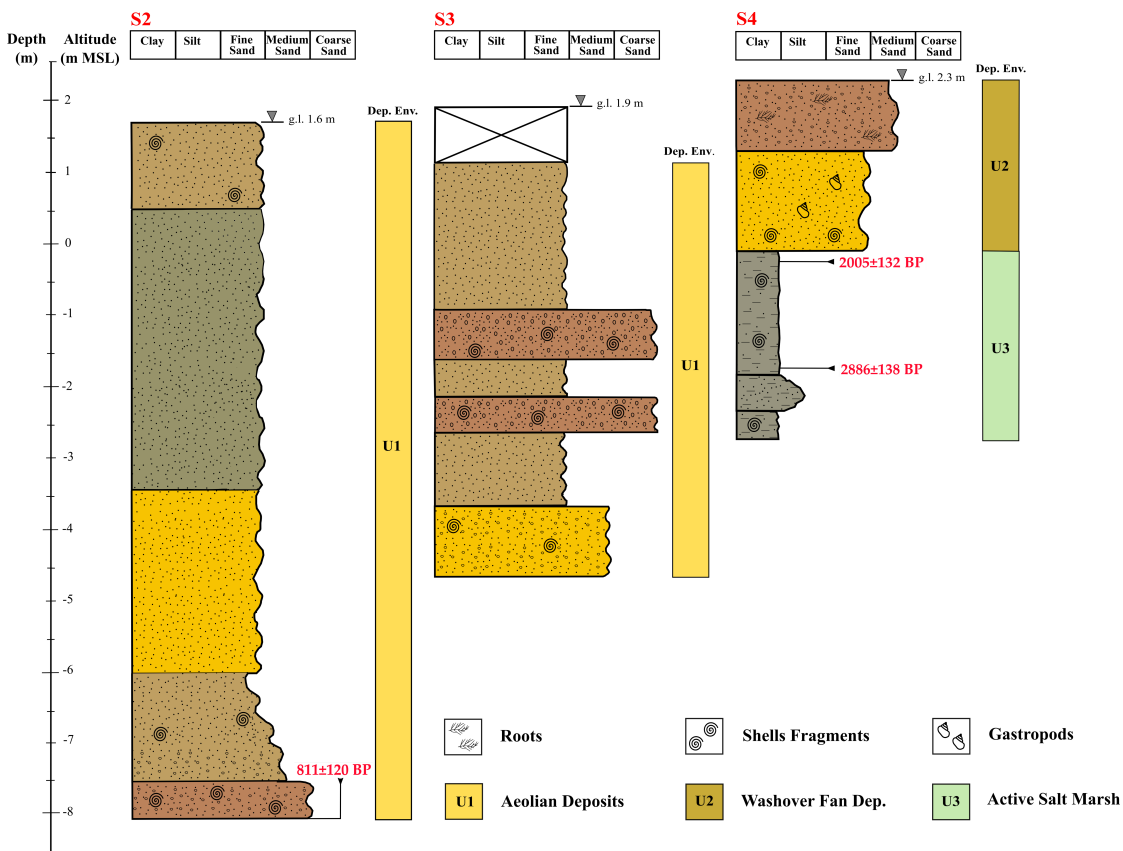 S2
S3
S4
Depth
(m)
Altitude
(m MSL)
Clay
Silt
Fine
Sand
Medium
Sand
Coarse
Sand
Clay
Silt
Fine
Sand
Medium
Sand
Coarse
Sand
Clay
Silt
Fine
Sand
Medium
Sand
Coarse
Sand
g.l. 1.6 m
g.l. 1.9 m
g.l. 2.3 m
Dep. Env.
Dep. Env.
Dep. Env.
2
1
0
-1
-2
-3
-4
-5
-6
-7
-8
U1
U1
U2
U3
2005±132 BP
2886±138 BP
811±120 BP
Roots
Shells Fragments
Gastropods
U1 Aeolian Deposits
U2 Washover Fan Dep.
U3 Active Salt Marsh